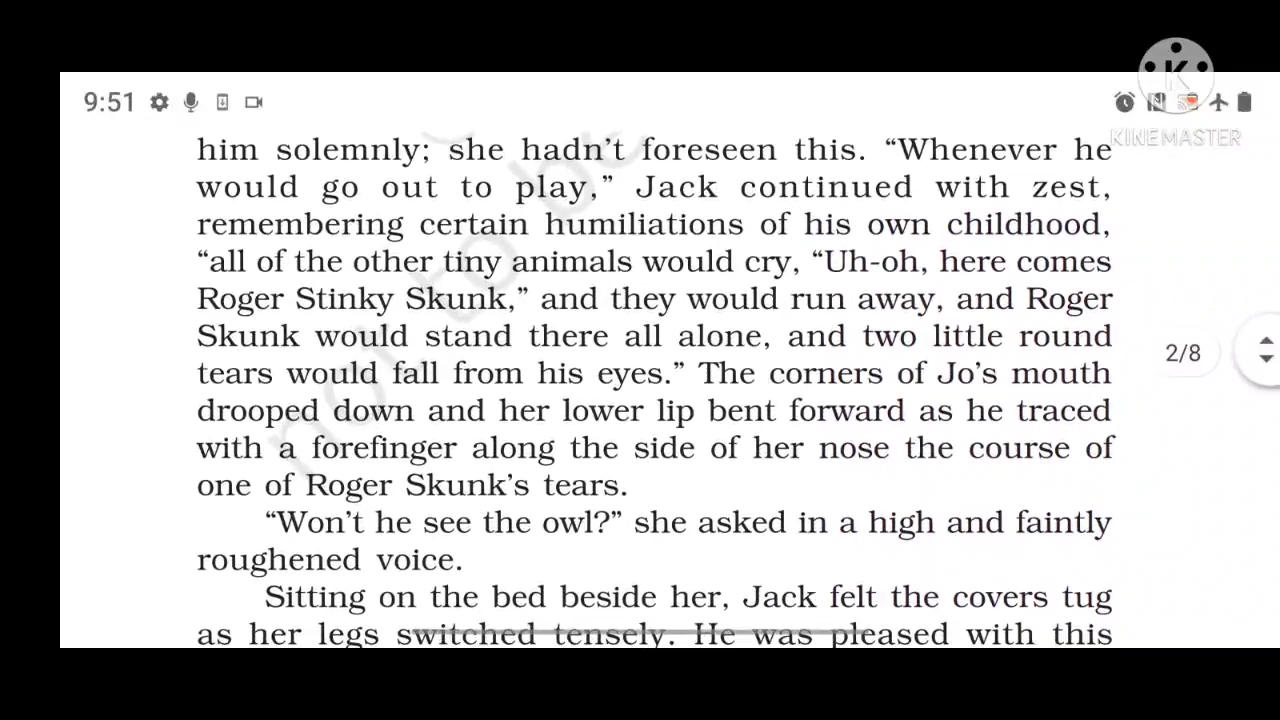 9:51
KINEMASTER
him solemnly; she hadn't foreseen this. “Whenever he
would go out to play,” Jack continued with zest,
remembering certain humiliations of his own childhood,
“all of the other tiny animals would cry, “Uh-oh, here comes
Roger Stinky Skunk,” and they would run away, and Roger
Skunk would stand there all alone, and two little round
tears would fall from his eyes.” The corners of Jo's mouth
drooped down and her lower lip bent forward as he traced
with a forefinger along the side of her nose the course of
one of Roger Skunk's tears.
“Won't he see the owl?” she asked in a high and faintly
roughened voice.
Sitting on the bed beside her, Jack felt the covers tug
as her legs switched tensely. He was pleased with this
2/8
not to be